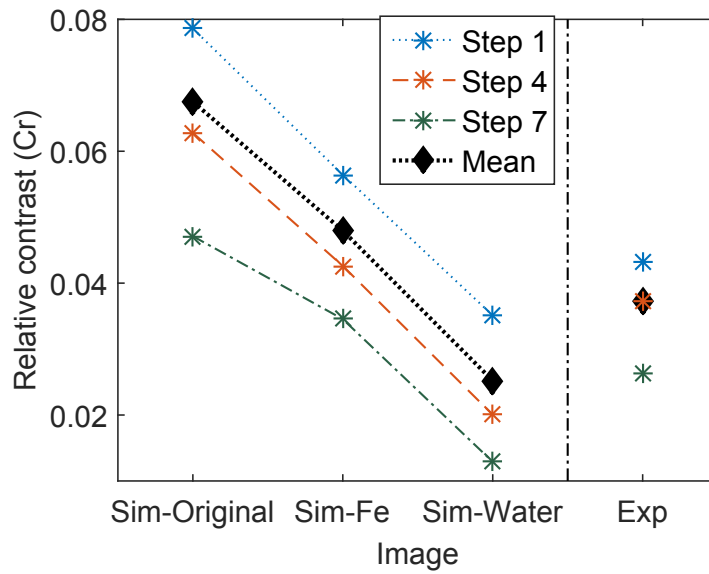 0.08
0.06
0.04
0.02
Relative contrast (Cr)
Step 1
Step 4
Step 7
Mean
Sim-Original Sim-Fe Sim-Water Exp
Image